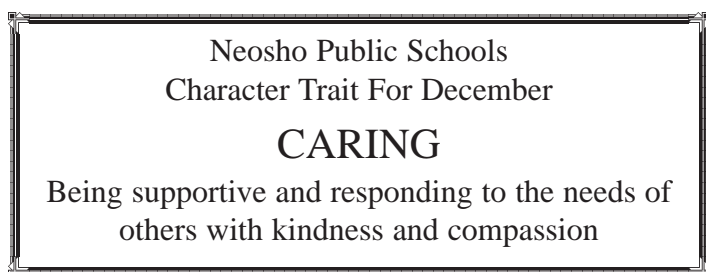 Neosho Public Schools
Character Trait For December
CARING
Being supportive and responding to the needs of
others with kindness and compassion